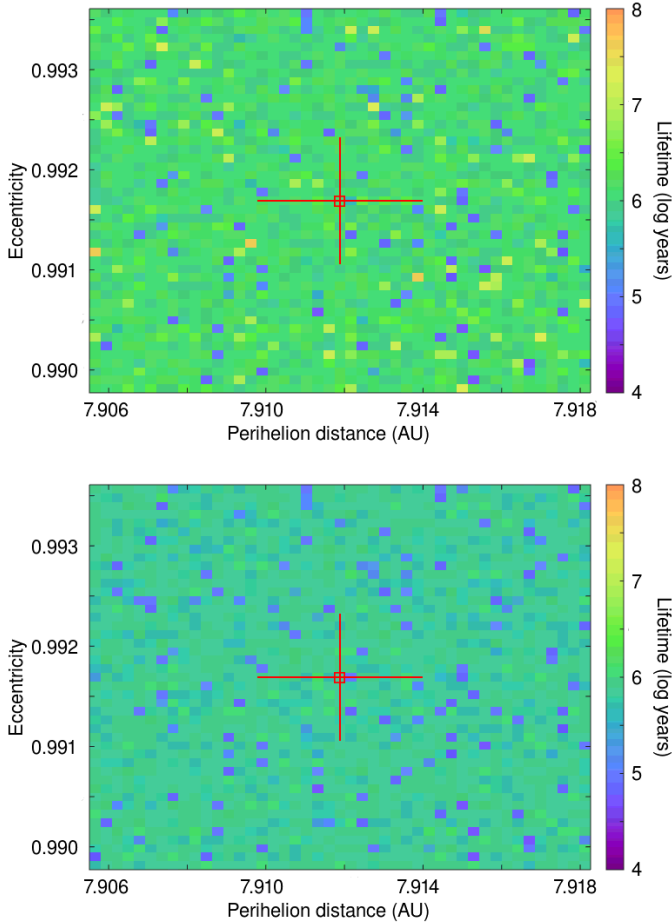 8
0.993
7
0.992
Eccentricity
6
Lifetime (log years)
0.991
5
0.990
4
7.906 7.910 7.914 7.918
Perihelion distance (AU)
8
0.993
7
0.992
Eccentricity
6
Lifetime (log years)
0.991
5
0.990
4
7.906 7.910 7.914 7.918
Perihelion distance (AU)